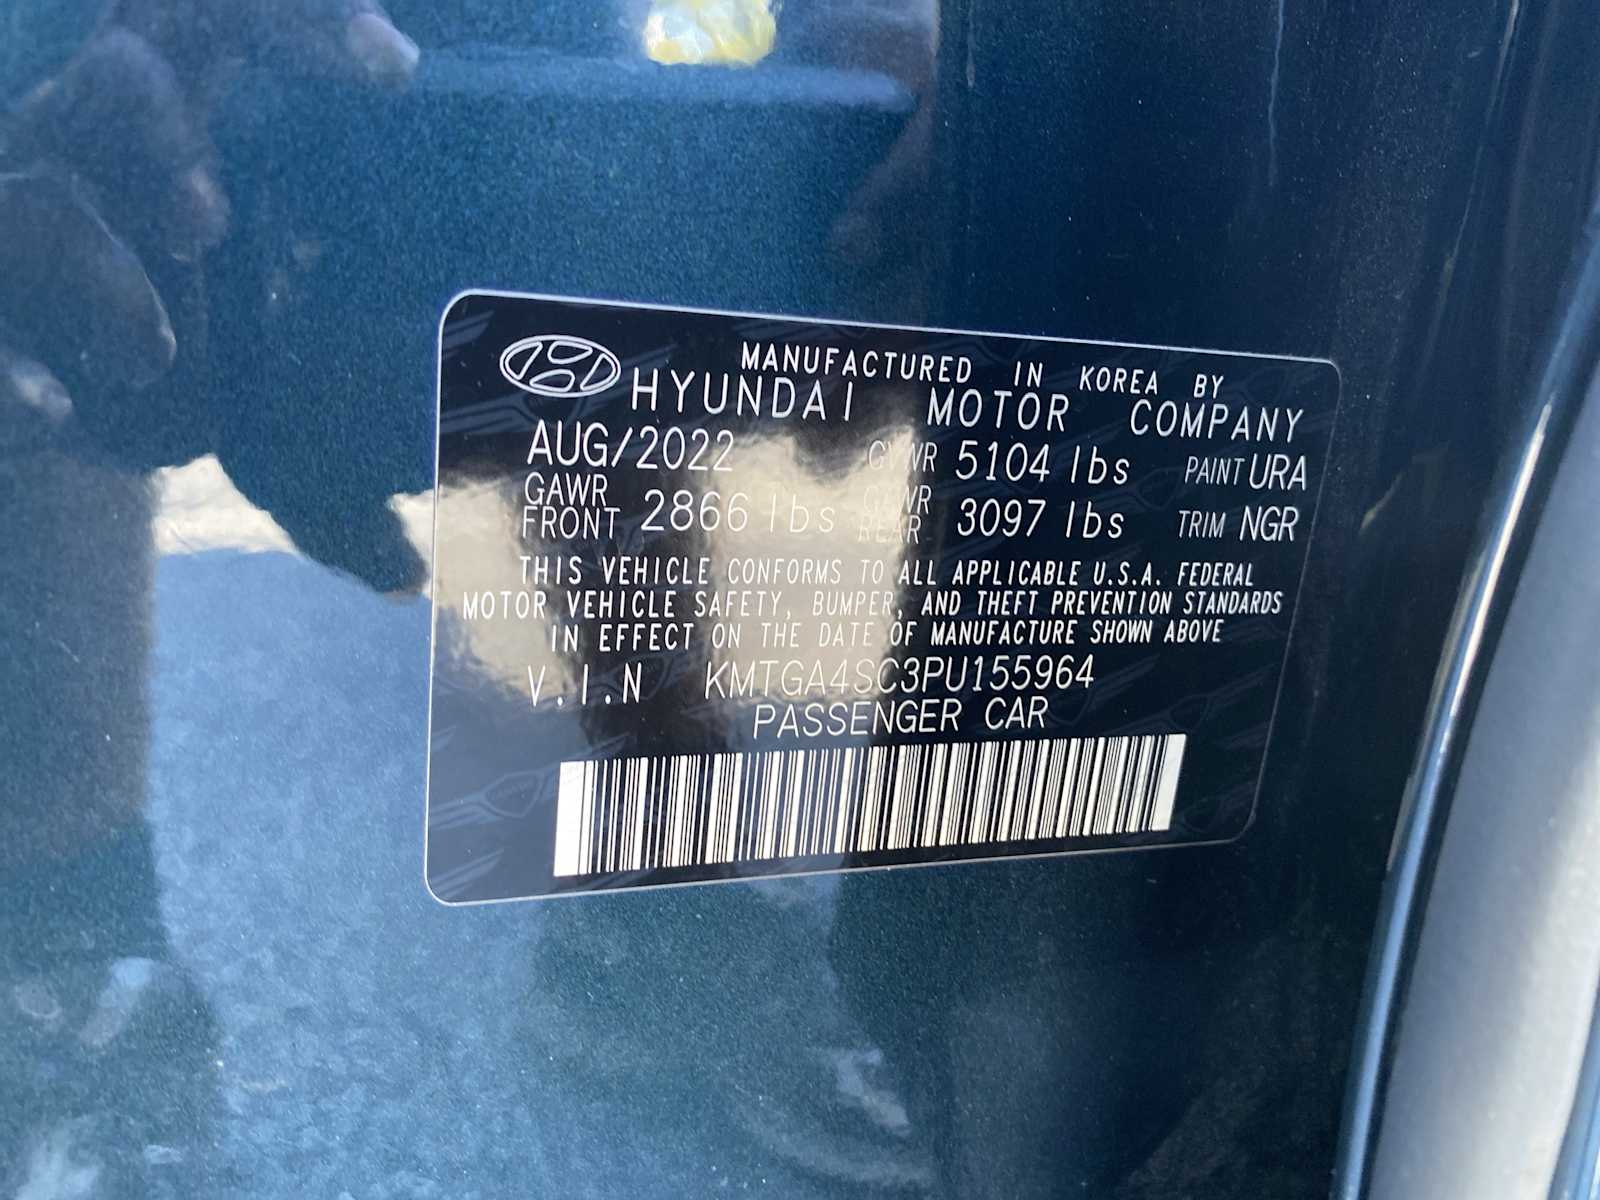 MANUFACTURED IN KOREA BY
HYUNDAI MOTOR COMPANY
AUG/2022 GVWR 5104 lbs PAINT URA
GAWR FRONT 2866 lbs GAWR REAR 3097 lbs TRIM NGR
THIS VEHICLE CONFORMS TO ALL APPLICABLE U.S.A. FEDERAL
MOTOR VEHICLE SAFETY, BUMPER, AND THEFT PREVENTION STANDARDS
IN EFFECT ON THE DATE OF MANUFACTURE SHOWN ABOVE
V.I.N KMTGA4SC3PU155964
PASSENGER CAR